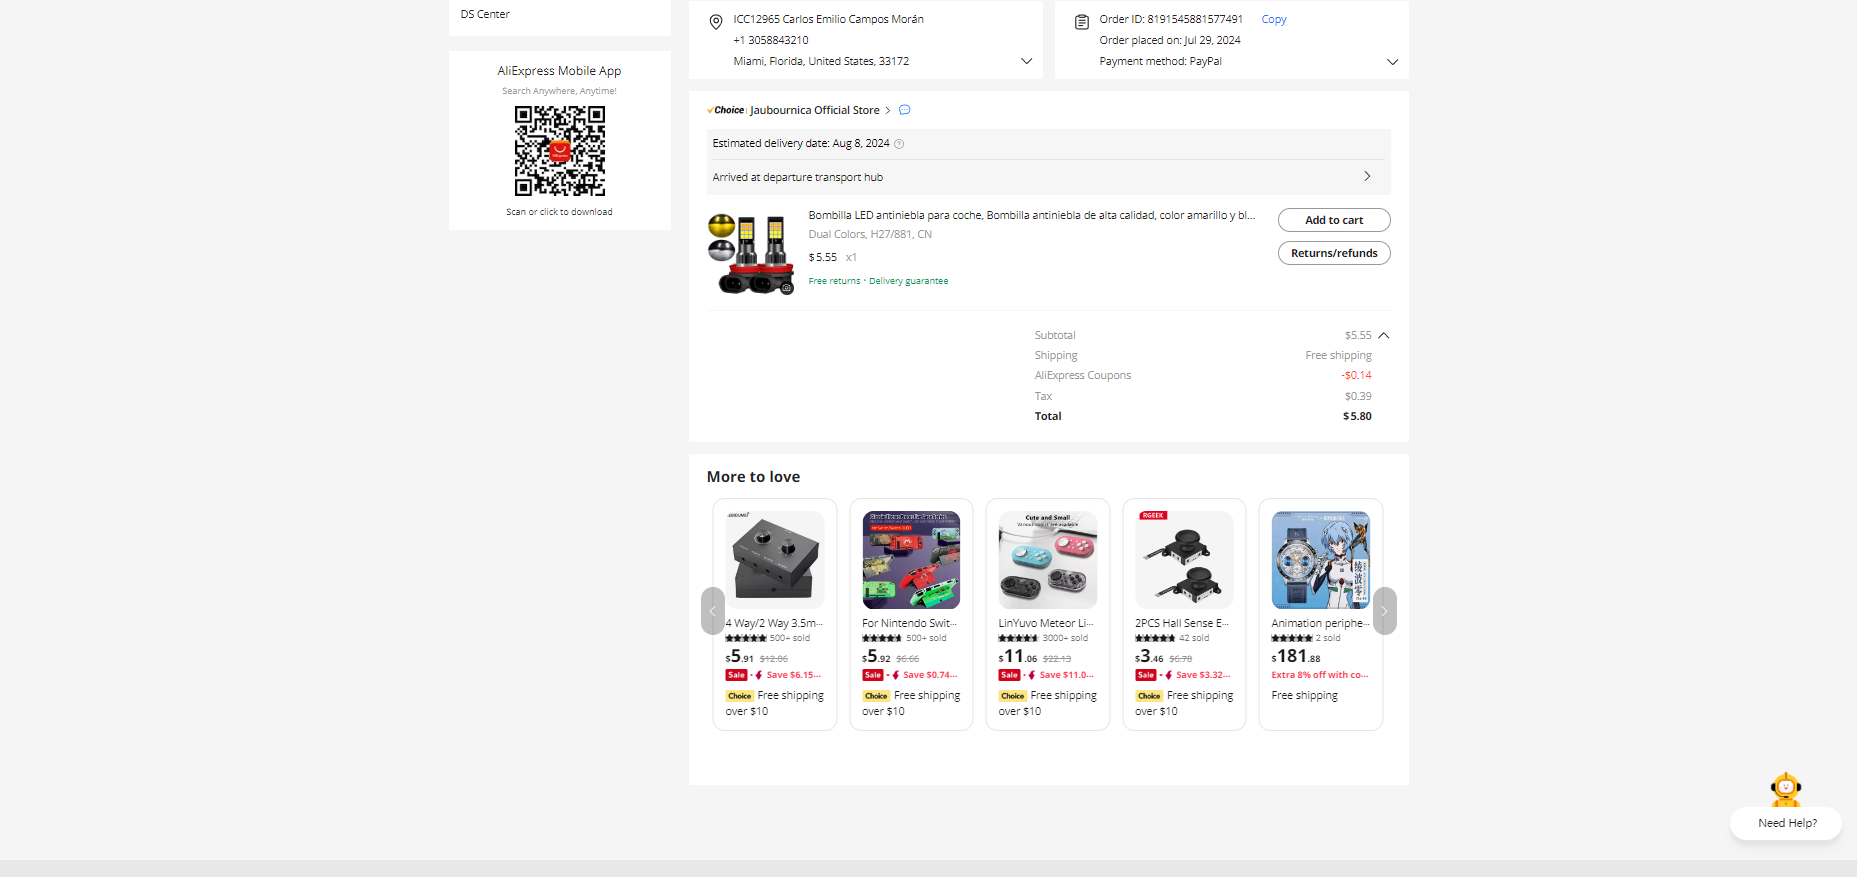 DS Center
AliExpress Mobile App
Search Anywhere, Anytime!
Scan or click to download
ICC12965 Carlos Emilio Campos Morán
+1 3058843210
Miami, Florida, United States, 33172
Order ID: 8191545881577491 Copy
Order placed on: Jul 29, 2024
Payment method: PayPal
Choice Jaubournica Official Store
Estimated delivery date: Aug 8, 2024
Arrived at departure transport hub
Bombilla LED antiniebla para coche, Bombilla antiniebla de alta calidad, color amarillo y bl...
Dual Colors, H27/881, CN
$5.55 x1
Free returns · Delivery guarantee
Add to cart
Returns/refunds
Subtotal $5.55
Shipping Free shipping
AliExpress Coupons -$0.14
Tax $0.39
Total $5.80
More to love
4 Way/2 Way 3.5m...
500+ sold
$5.91 $12.06
Sale Save $6.15...
Choice Free shipping
over $10
For Nintendo Swit...
500+ sold
$5.92 $6.66
Sale Save $0.74...
Choice Free shipping
over $10
Cute and Small
LinYuvo Meteor Li...
3000+ sold
$11.06 $22.13
Sale Save $11.0...
Choice Free shipping
over $10
RGEEK
2PCS Hall Sense E...
42 sold
$3.46 $6.78
Sale Save $3.32...
Choice Free shipping
over $10
綾波零
Animation periphe...
2 sold
$181.88
Extra 8% off with co...
Free shipping
Need Help?